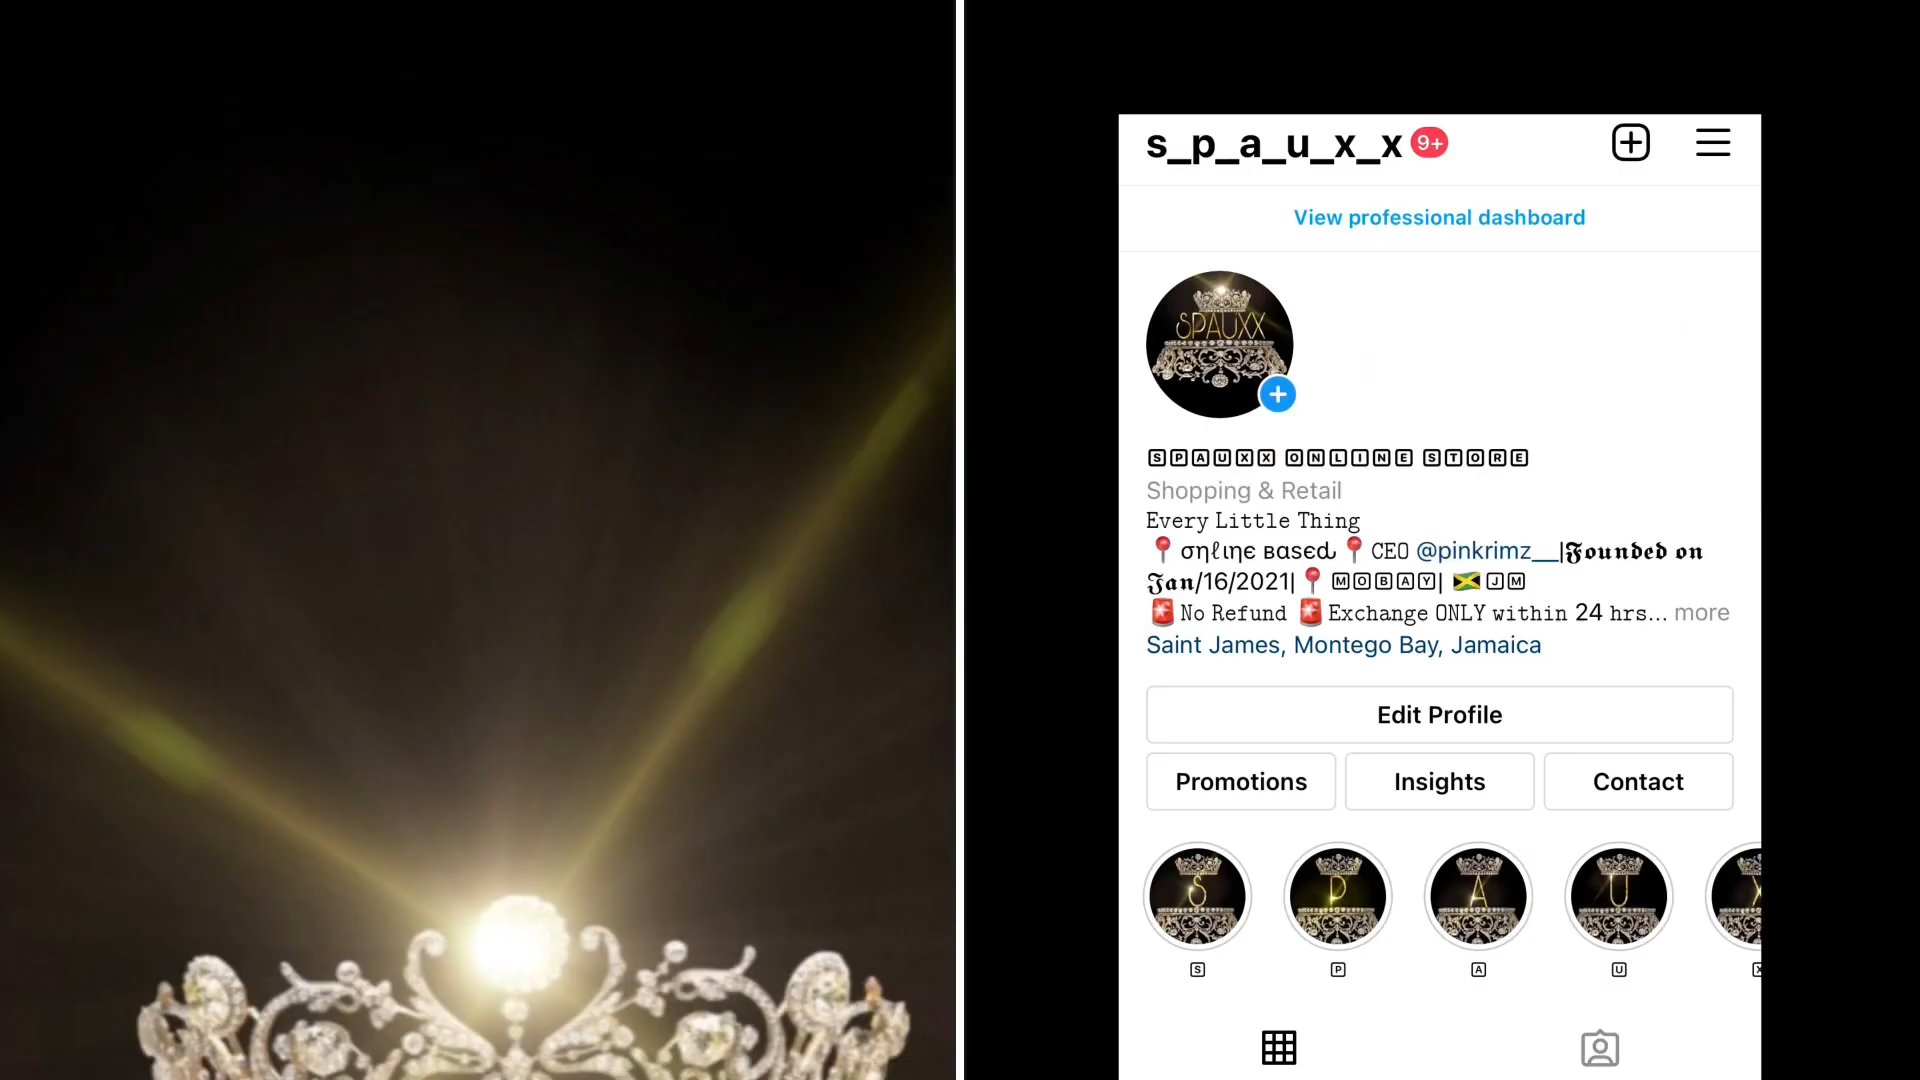 s_p_a_u_x_x 9+
View professional dashboard
SPAUXX
🅂🄿🄰🅄🅇🅇 🄾🄽🄻🄸🄽🄴 🅂🅃🄾🅁🄴
Shopping & Retail
𝙴𝚟𝚎𝚛𝚢 𝙻𝚒𝚝𝚝𝚕𝚎 𝚃𝚑𝚒𝚗𝚐
📍σηℓιηє вαѕє∂📍𝙲𝙴𝙾 @pinkrimz__|𝕱𝖔𝖚𝖓𝖉𝖊𝖉 𝖔𝖓
𝕵𝖆𝖓/16/2021|📍🄼🄾🄱🄰🅈| 🇯🇲🄹🄼
🚨𝙽𝚘 𝚁𝚎𝚏𝚞𝚗𝚍 🚨𝙴𝚡𝚌𝚑𝚊𝚗𝚐𝚎 𝙾𝙽𝙻𝚈 𝚠𝚒𝚝𝚑𝚒𝚗 24 𝚑𝚛𝚜... more
Saint James, Montego Bay, Jamaica
Edit Profile
Promotions Insights Contact
S P A U X
🅂 🄿 🄰 🅄 🅇